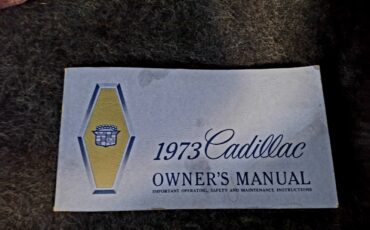 1973 Cadillac
OWNER'S MANUAL
IMPORTANT OPERATING, SAFETY AND MAINTENANCE INSTRUCTIONS